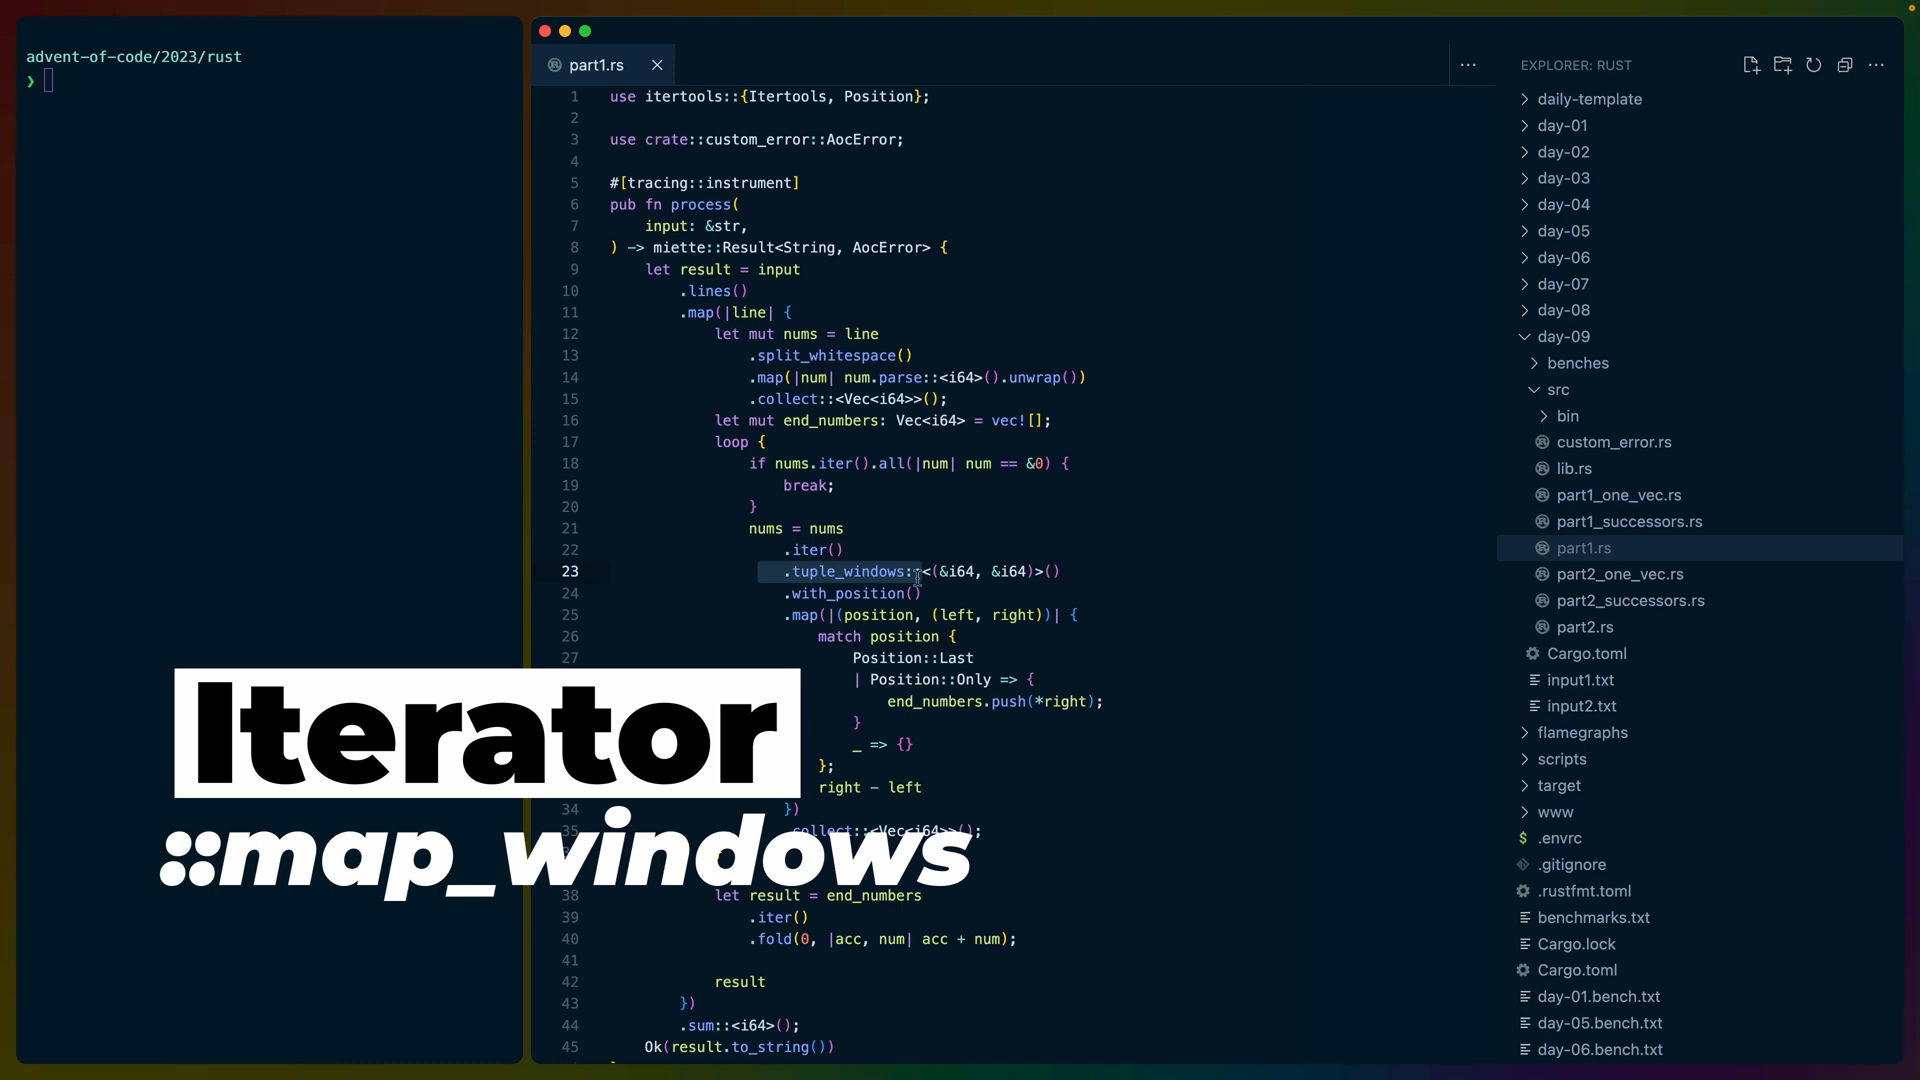 advent-of-code/2023/rust
❯
part1.rs
···
1 use itertools::{Itertools, Position};
2
3 use crate::custom_error::AocError;
4
5 #[tracing::instrument]
6 pub fn process(
7 input: &str,
8 ) -> miette::Result<String, AocError> {
9 let result = input
10 .lines()
11 .map(|line| {
12 let mut nums = line
13 .split_whitespace()
14 .map(|num| num.parse::<i64>().unwrap())
15 .collect::<Vec<i64>>();
16 let mut end_numbers: Vec<i64> = vec![];
17 loop {
18 if nums.iter().all(|num| num == &0) {
19 break;
20 }
21 nums = nums
22 .iter()
23 .tuple_windows::<(&i64, &i64)>()
24 .with_position()
25 .map(|(position, (left, right))| {
26 match position {
27 Position::Last
| Position::Only => {
end_numbers.push(*right);
}
_ => {}
};
right - left
34 })
35 .collect::<Vec<i64>>();
38 let result = end_numbers
39 .iter()
40 .fold(0, |acc, num| acc + num);
41
42 result
43 })
44 .sum::<i64>();
45 Ok(result.to_string())
Iterator
::map_windows
EXPLORER: RUST
daily-template
day-01
day-02
day-03
day-04
day-05
day-06
day-07
day-08
day-09
benches
src
bin
custom_error.rs
lib.rs
part1_one_vec.rs
part1_successors.rs
part1.rs
part2_one_vec.rs
part2_successors.rs
part2.rs
Cargo.toml
input1.txt
input2.txt
flamegraphs
scripts
target
www
$ .envrc
.gitignore
.rustfmt.toml
benchmarks.txt
Cargo.lock
Cargo.toml
day-01.bench.txt
day-05.bench.txt
day-06.bench.txt